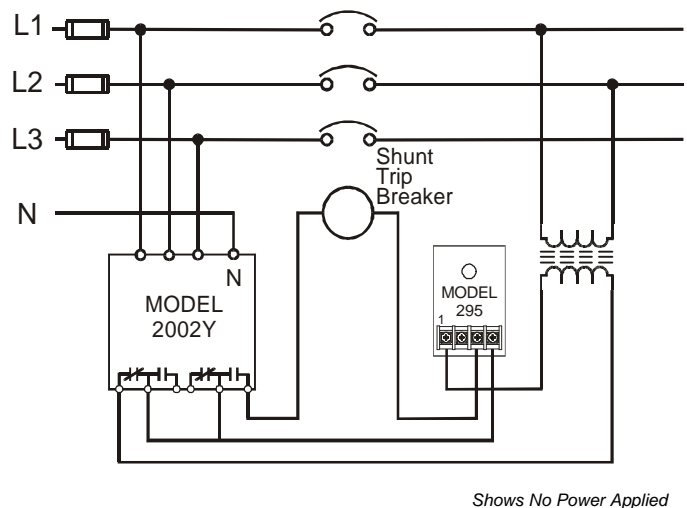 L1
L2
L3
Shunt
Trip
Breaker
N
N
MODEL
2002Y
MODEL
295
1
Shows No Power Applied